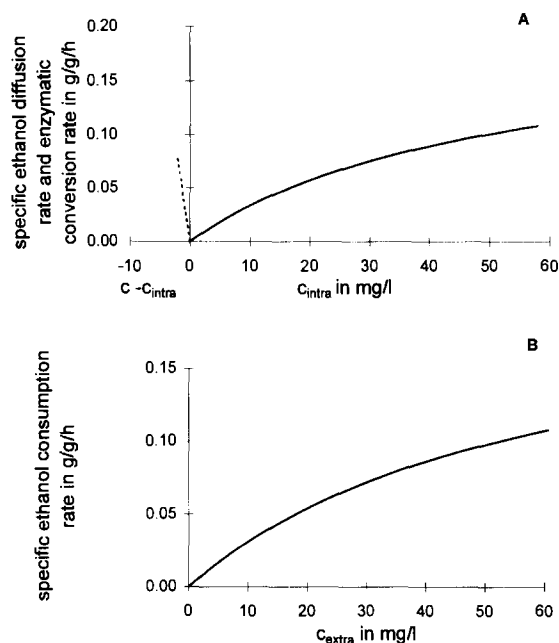 A
specific ethanol diffusion
rate and enzymatic
conversion rate in g/g/h
0.20
0.15
0.10
0.05
0.00
-10 0 10 20 30 40 50 60
c -cintra
cintra in mg/l
B
specific ethanol consumption
rate in g/g/h
0.15
0.10
0.05
0.00
0 10 20 30 40 50 60
cextra in mg/l